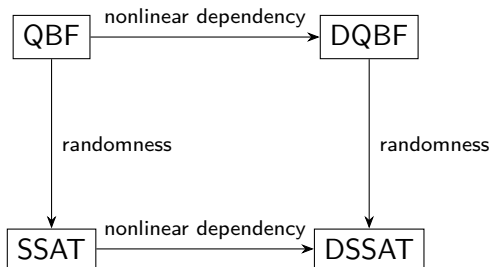 nonlinear dependency
QBF
DQBF
randomness
randomness
nonlinear dependency
SSAT
DSSAT